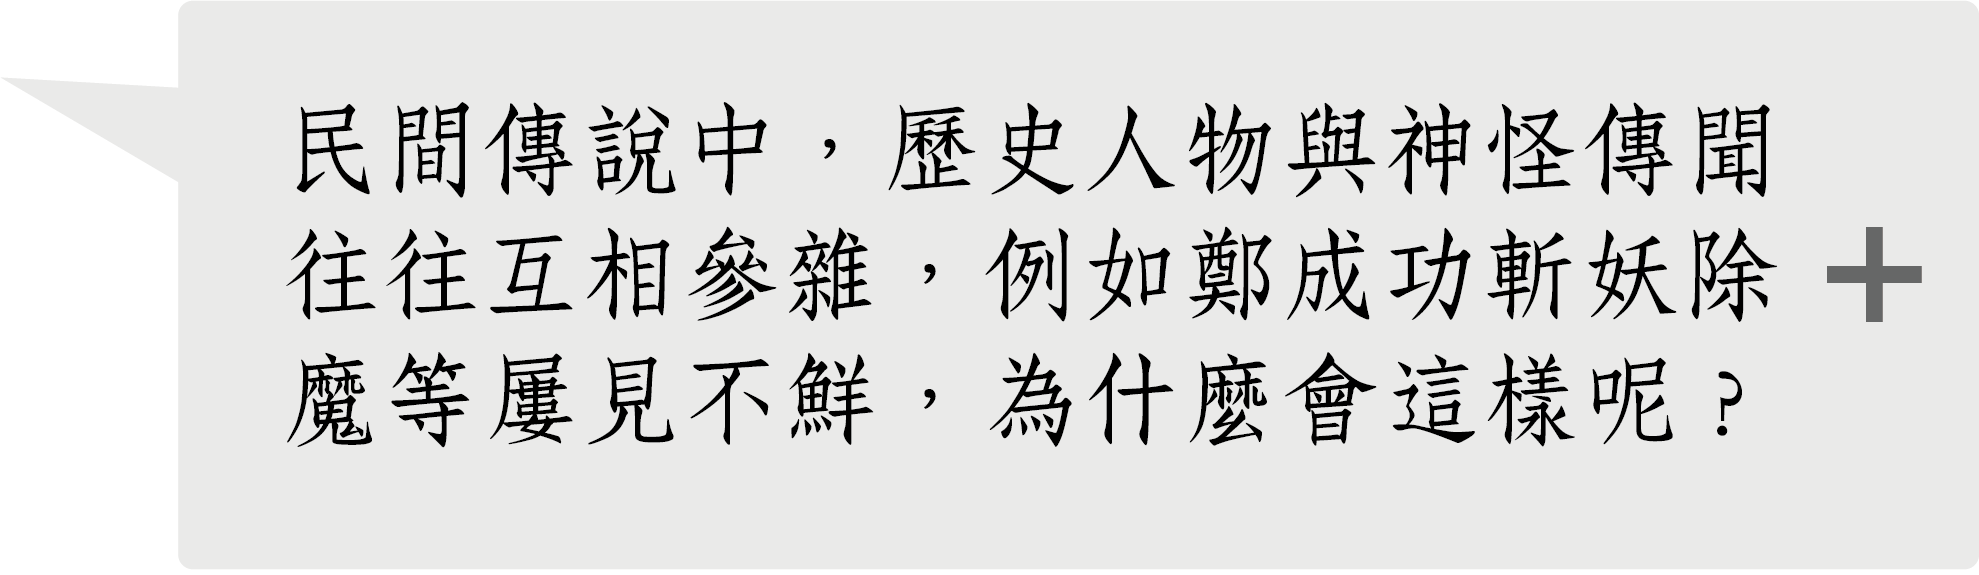 民間傳說中，歷史人物與神怪傳聞
往往互相參雜，例如鄭成功斬妖除
魔等屢見不鮮，為什麼會這樣呢？